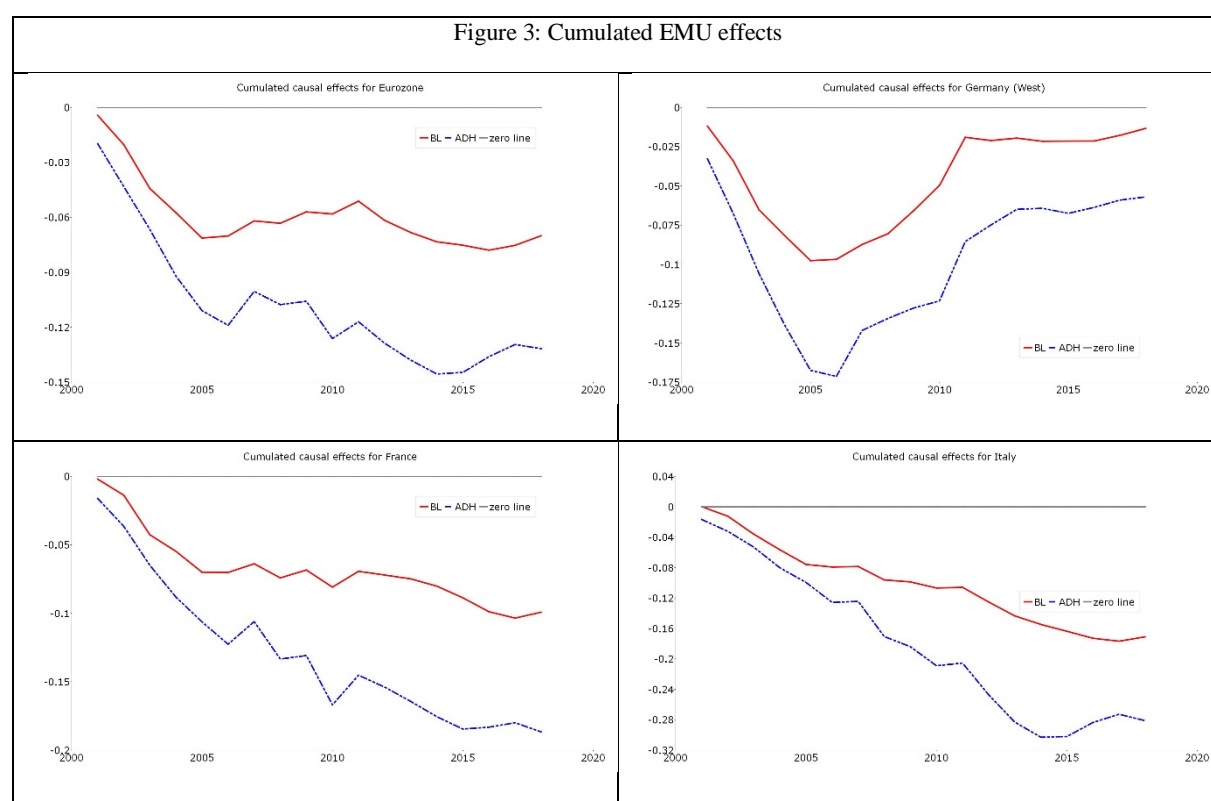 Figure 3: Cumulated EMU effects
Cumulated causal effects for Eurozone
0
-0.03
-0.06
-0.09
-0.12
-0.15
2000 2005 2010 2015 2020
BL ADH zero line
Cumulated causal effects for Germany (West)
0
-0.025
-0.05
-0.075
-0.1
-0.125
-0.15
-0.175
2000 2005 2010 2015 2020
BL ADH zero line
Cumulated causal effects for France
0
-0.05
-0.1
-0.15
-0.2
2000 2005 2010 2015 2020
BL ADH zero line
Cumulated causal effects for Italy
0.04
0
-0.04
-0.08
-0.12
-0.16
-0.2
-0.24
-0.28
-0.32
2000 2005 2010 2015 2020
BL ADH zero line